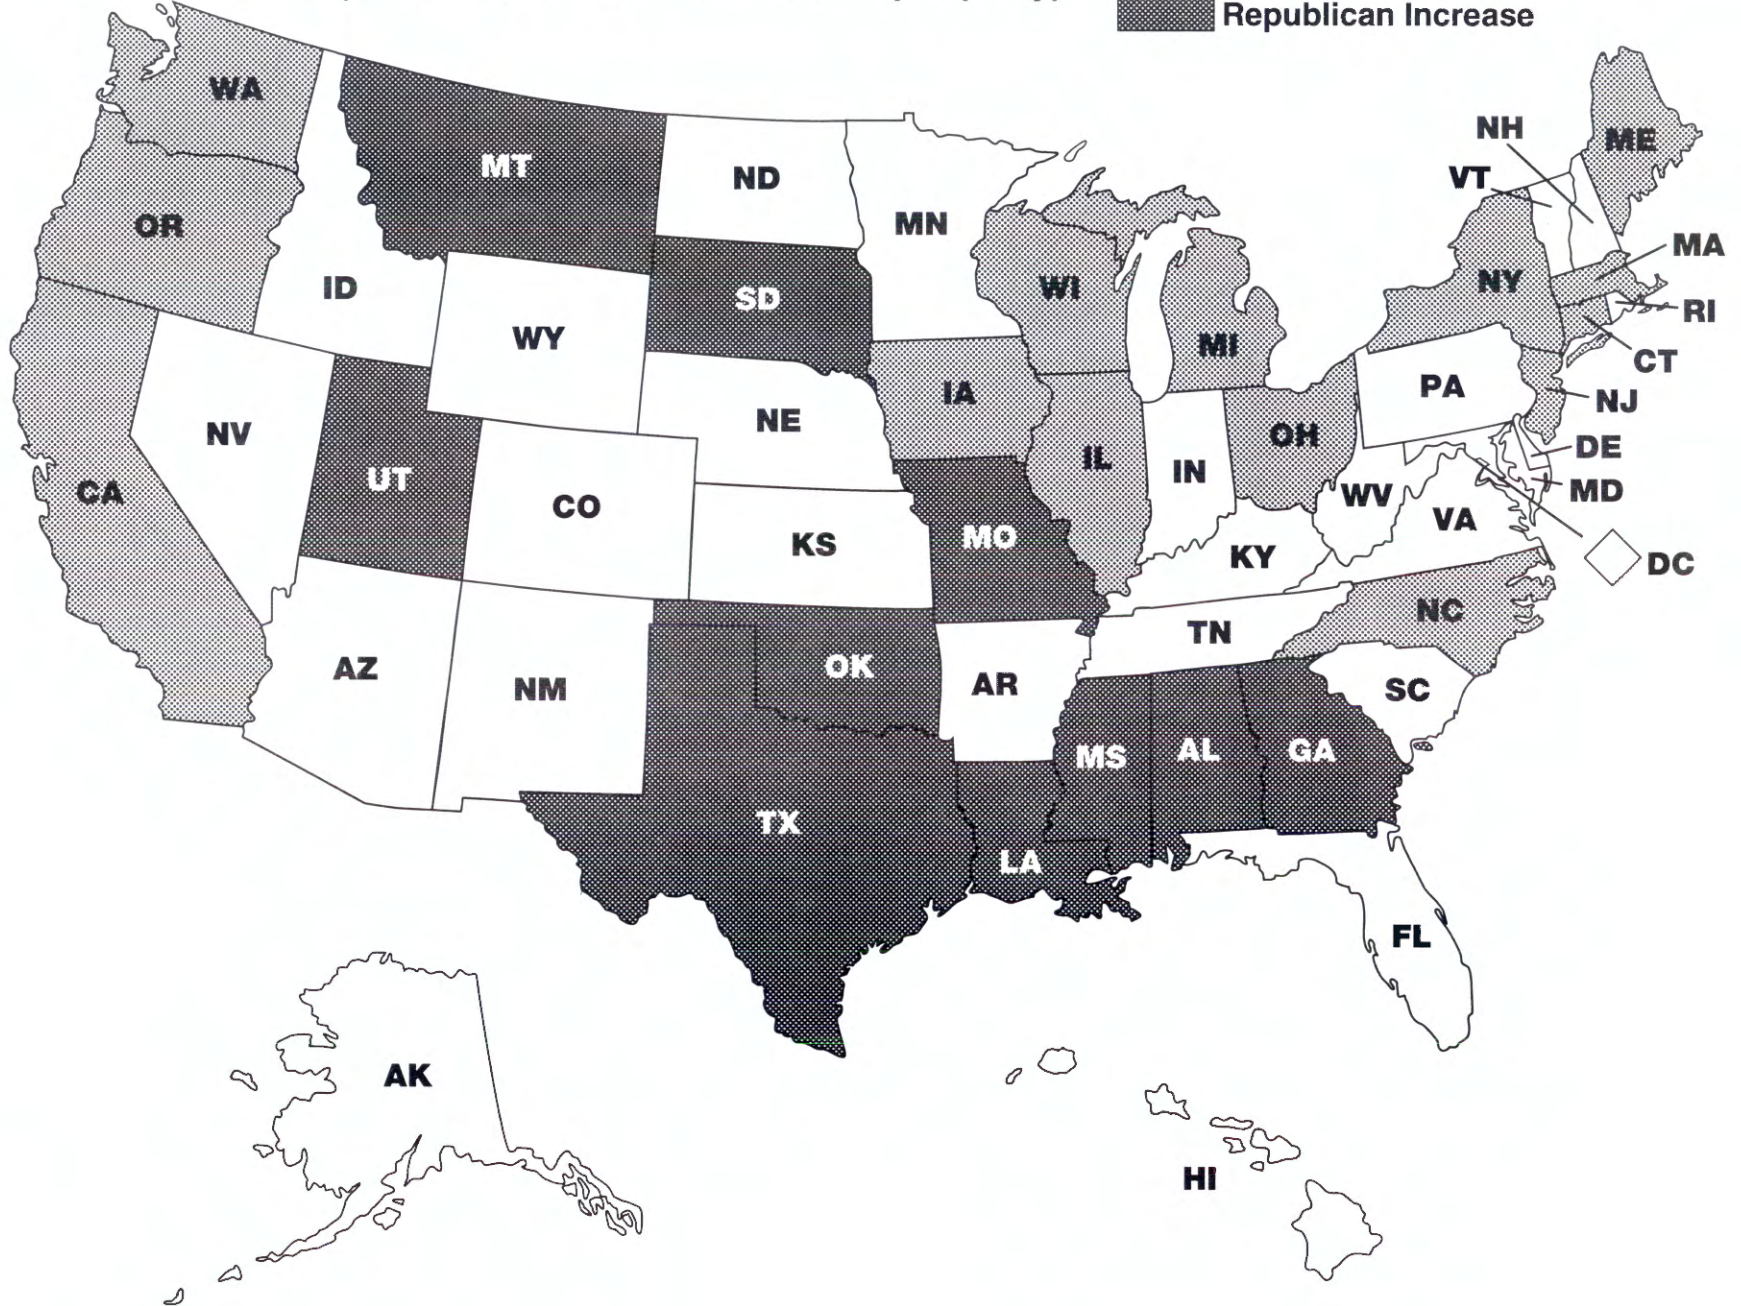 Republican Increase
WA
MT
ND
MN
NH
ME
VT
OR
ID
SD
WI
NY
MA
WY
MI
RI
CT
IA
PA
NJ
NV
NE
OH
DE
UT
IL
IN
MD
CA
CO
WV
VA
KS
MO
KY
DC
NC
TN
AZ
NM
OK
AR
SC
MS
AL
GA
TX
LA
FL
AK
HI